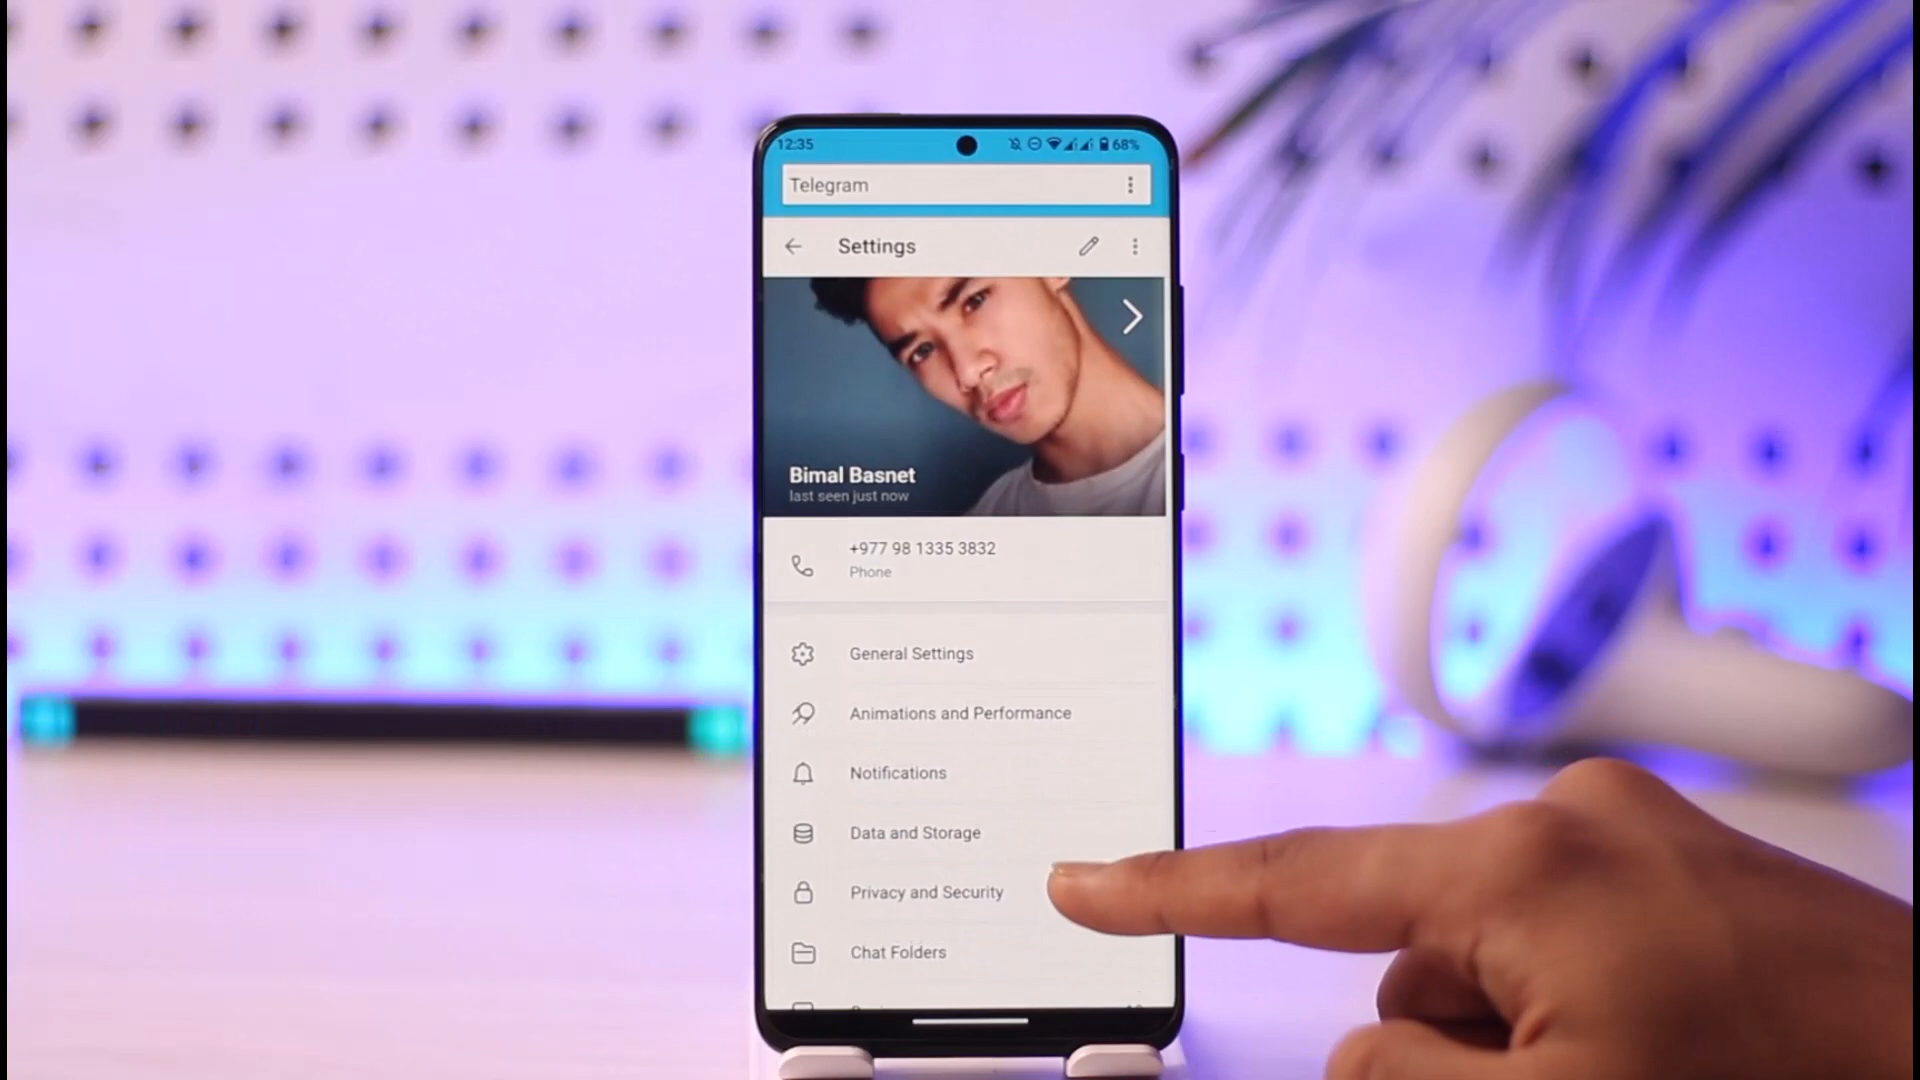 12:35
68%
Telegram
Settings
Bimal Basnet
last seen just now
+977 98 1335 3832
Phone
General Settings
Animations and Performance
Notifications
Data and Storage
Privacy and Security
Chat Folders